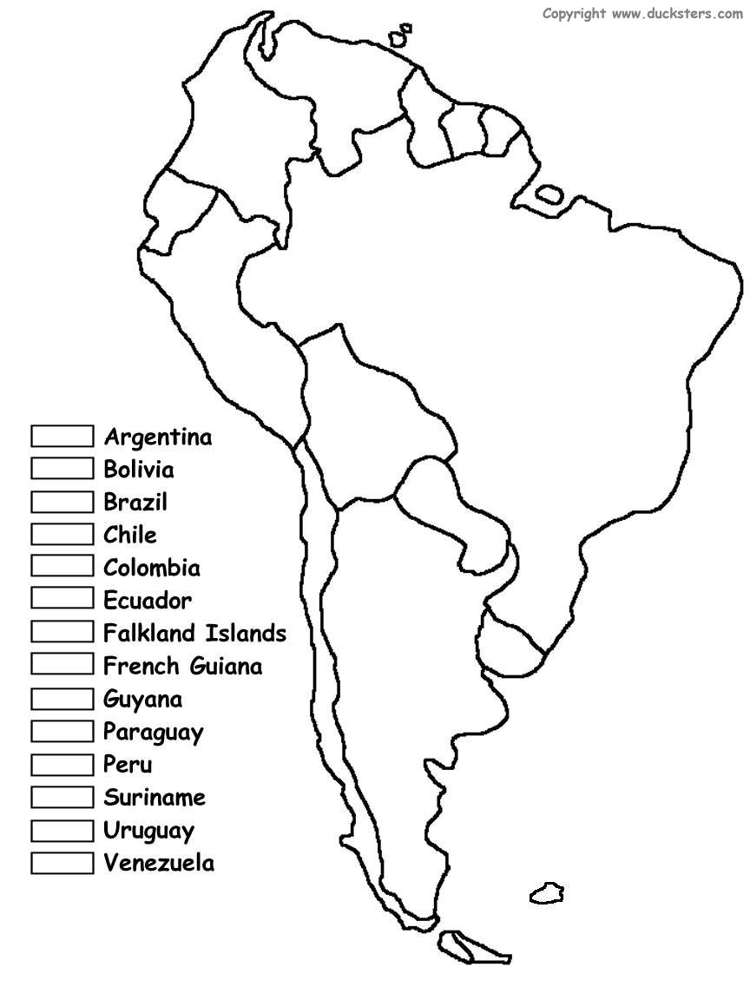 Copyright www.ducksters.com
Argentina
Bolivia
Brazil
Chile
Colombia
Ecuador
Falkland Islands
French Guiana
Guyana
Paraguay
Peru
Suriname
Uruguay
Venezuela